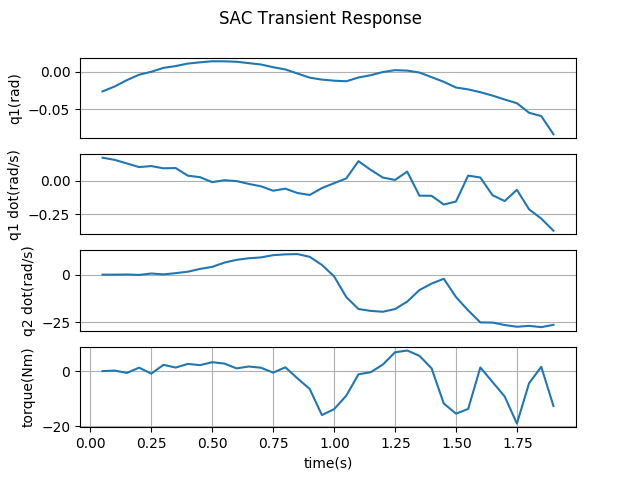 SAC Transient Response
q1(rad)
0.00
−0.05
q1 dot(rad/s)
0.00
−0.25
q2 dot(rad/s)
0
−25
torque(Nm)
0
−20
0.00 0.25 0.50 0.75 1.00 1.25 1.50 1.75
time(s)